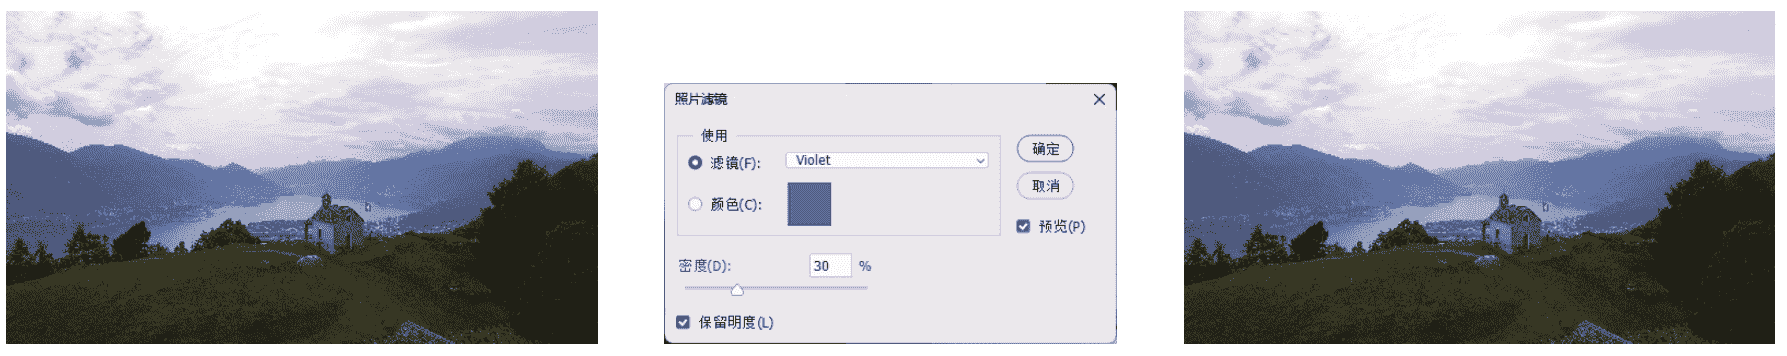 照片滤镜
使用
滤镜(F): Violet
确定
颜色(C):
取消
预览(P)
密度(D): 30 %
保留明度(L)